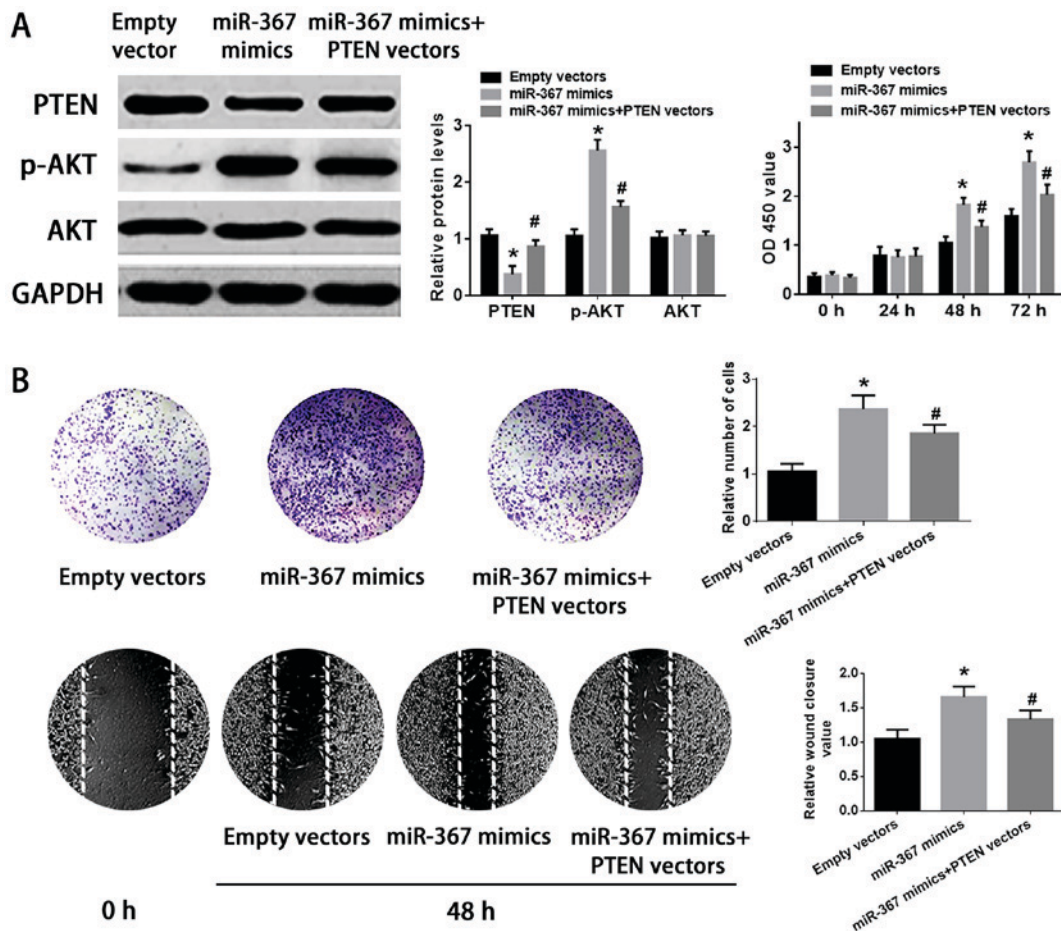 A
Empty
vector
miR-367
mimics
miR-367 mimics+
PTEN vectors
PTEN
p-AKT
AKT
GAPDH
Empty vectors
miR-367 mimics
miR-367 mimics+PTEN vectors
Relative protein levels
3
2
1
0
* # * #
PTEN p-AKT AKT
Empty vectors
miR-367 mimics
miR-367 mimics+PTEN vectors
OD 450 value
3
2
1
0
* # * #
0 h 24 h 48 h 72 h
B
Empty vectors
miR-367 mimics
miR-367 mimics+
PTEN vectors
Relative number of cells
3
2
1
0
* #
Empty vectors
miR-367 mimics
miR-367 mimics+PTEN vectors
Empty vectors
miR-367 mimics
miR-367 mimics+
PTEN vectors
0 h
48 h
Relative wound closure
value
2.0
1.5
1.0
0.5
0.0
* #
Empty vectors
miR-367 mimics
miR-367 mimics+PTEN vectors